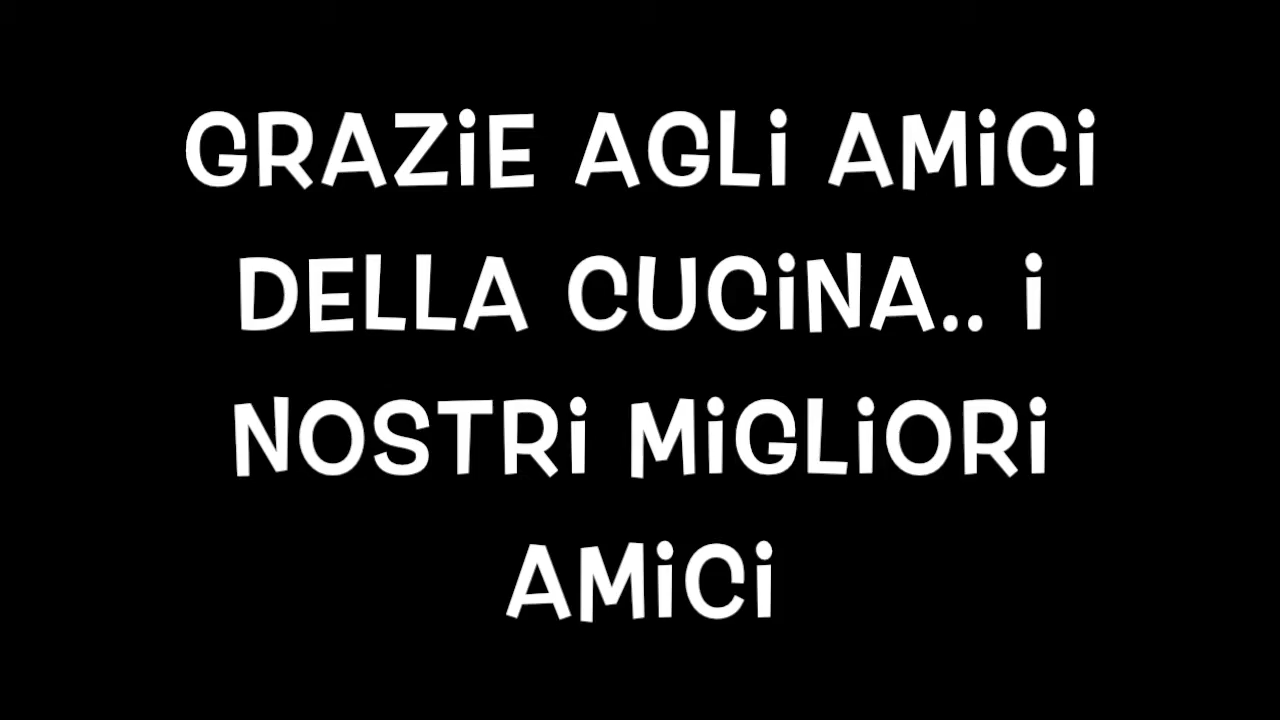 GRAZiE AGLi AMiCi
DELLA CUCiNA.. i
NOSTRi MiGLiORi
AMiCi